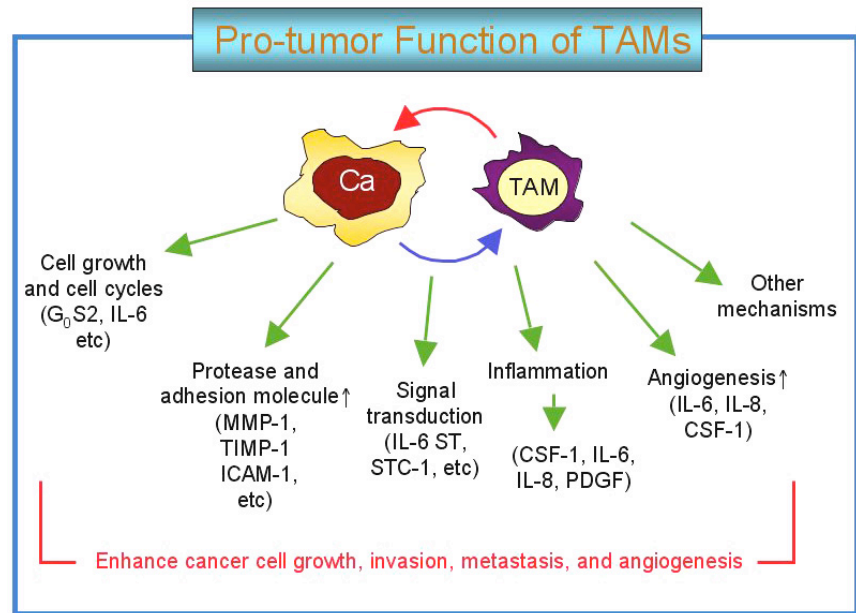 Pro-tumor Function of TAMs
Ca
TAM
Cell growth
and cell cycles
(G₀S2, IL-6
etc)
Protease and
adhesion molecule↑
(MMP-1,
TIMP-1
ICAM-1,
etc)
Signal
transduction
(IL-6 ST,
STC-1, etc)
Inflammation
(CSF-1, IL-6,
IL-8, PDGF)
Angiogenesis↑
(IL-6, IL-8,
CSF-1)
Other
mechanisms
Enhance cancer cell growth, invasion, metastasis, and angiogenesis